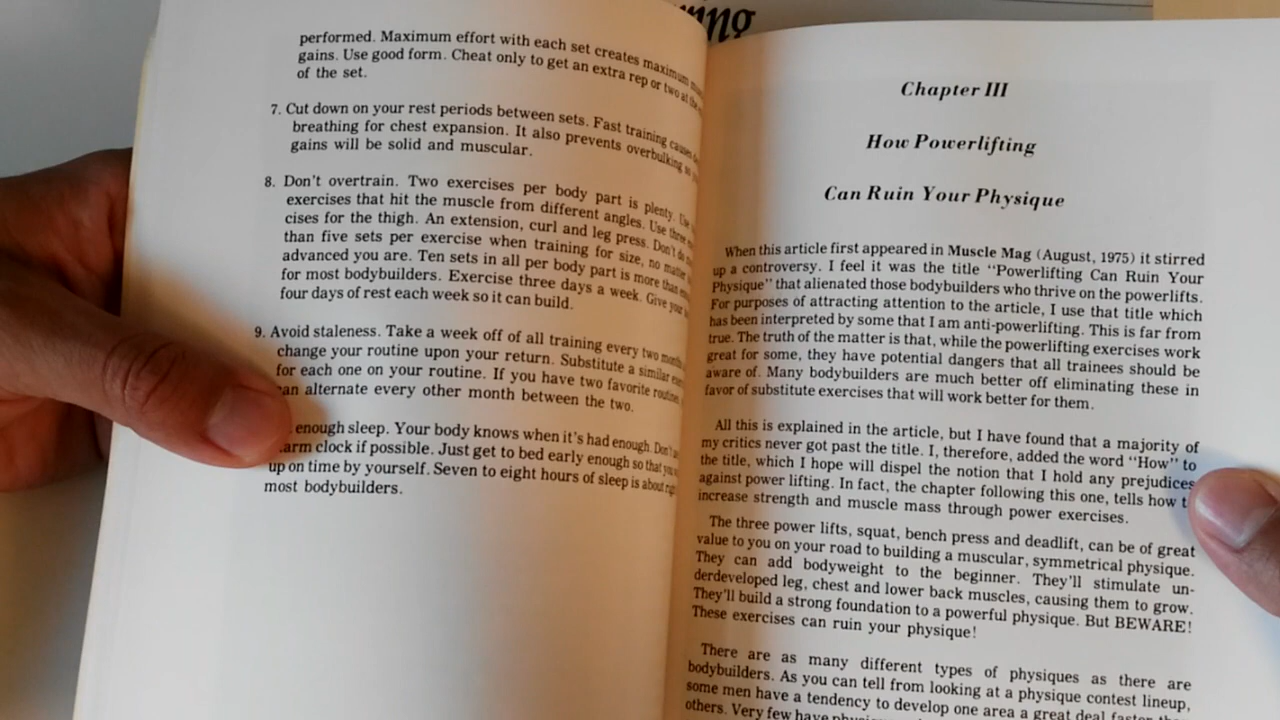 performed. Maximum effort with each set creates maximum
gains. Use good form. Cheat only to get an extra rep or two at the
of the set.
7. Cut down on your rest periods between sets. Fast training causes
breathing for chest expansion. It also prevents overbulking so
gains will be solid and muscular.
8. Don't overtrain. Two exercises per body part is plenty. Use
exercises that hit the muscle from different angles. Use three
cises for the thigh. An extension, curl and leg press. Don't do
than five sets per exercise when training for size, no matter
advanced you are. Ten sets in all per body part is more than
for most bodybuilders. Exercise three days a week. Give your
four days of rest each week so it can build.
9. Avoid staleness. Take a week off of all training every two
change your routine upon your return. Substitute a similar
for each one on your routine. If you have two favorite routines
alternate every other month between the two.
enough sleep. Your body knows when it's had enough. Don't
clock if possible. Just get to bed early enough so that
up on time by yourself. Seven to eight hours of sleep is about
most bodybuilders.
Chapter III
How Powerlifting
Can Ruin Your Physique
When this article first appeared in Muscle Mag (August, 1975) it stirred
up a controversy. I feel it was the title "Powerlifting Can Ruin Your
Physique" that alienated those bodybuilders who thrive on the powerlifts.
For purposes of attracting attention to the article, I use that title which
has been interpreted by some that I am anti-powerlifting. This is far from
true. The truth of the matter is that, while the powerlifting exercises work
great for some, they have potential dangers that all trainees should be
aware of. Many bodybuilders are much better off eliminating these in
favor of substitute exercises that will work better for them.
All this is explained in the article, but I have found that a majority of
my critics never got past the title. I, therefore, added the word "How" to
the title, which I hope will dispel the notion that I hold any prejudices
against power lifting. In fact, the chapter following this one, tells how
increase strength and muscle mass through power exercises.
The three power lifts, squat, bench press and deadlift, can be of great
value to you on your road to building a muscular, symmetrical physique.
They can add bodyweight to the beginner. They'll stimulate un-
derdeveloped leg, chest and lower back muscles, causing them to grow.
They'll build a strong foundation to a powerful physique. But BEWARE!
These exercises can ruin your physique!
There are as many different types of physiques as there are
bodybuilders. As you can tell from looking at a physique contest lineup,
some men have a tendency to develop one area a great deal faster
others. Very few have